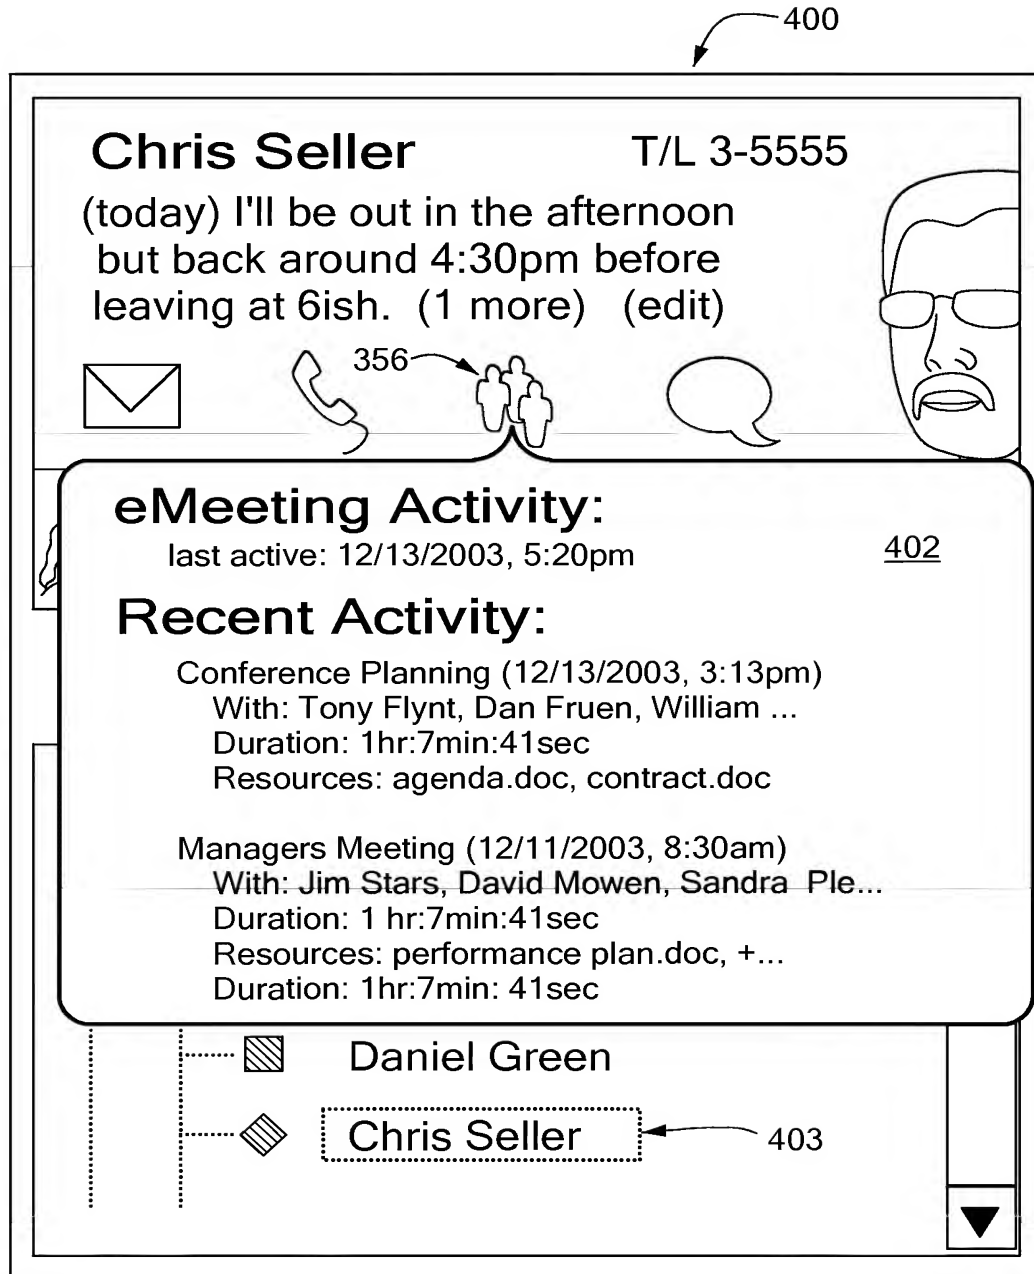 400
Chris Seller T/L 3-5555
(today) I'll be out in the afternoon
but back around 4:30pm before
leaving at 6ish. (1 more) (edit)
356
eMeeting Activity:
last active: 12/13/2003, 5:20pm 402
Recent Activity:
Conference Planning (12/13/2003, 3:13pm)
With: Tony Flynt, Dan Fruen, William ...
Duration: 1hr:7min:41sec
Resources: agenda.doc, contract.doc
Managers Meeting (12/11/2003, 8:30am)
With: Jim Stars, David Mowen, Sandra Ple...
Duration: 1 hr:7min:41sec
Resources: performance plan.doc, +...
Duration: 1hr:7min: 41sec
Daniel Green
Chris Seller 403